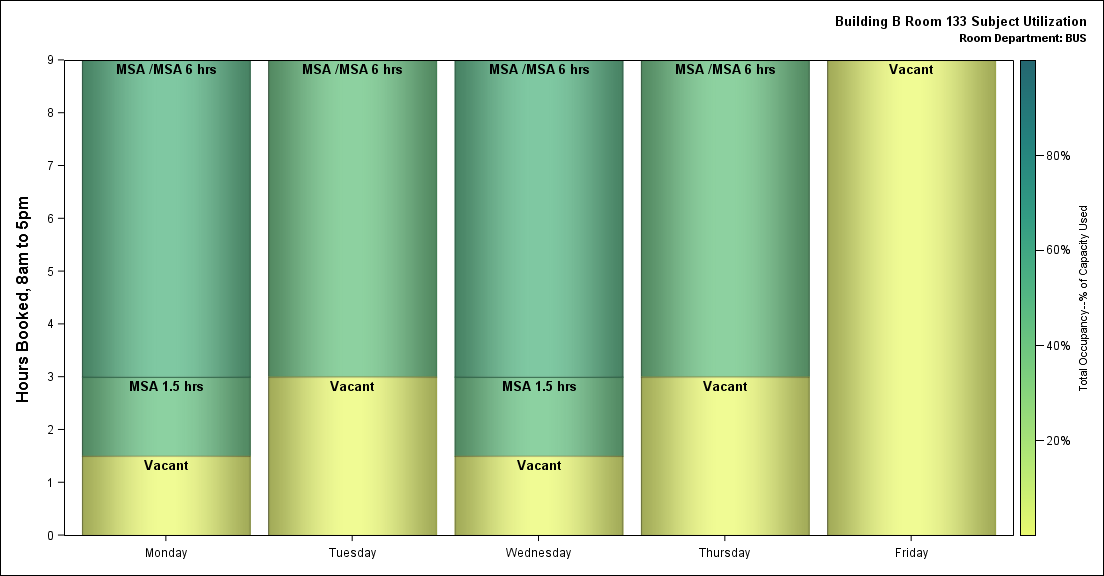 Building B Room 133 Subject Utilization
Room Department: BUS
Hours Booked, 8am to 5pm
9
8
7
6
5
4
3
2
1
0
MSA /MSA 6 hrs
MSA 1.5 hrs
Vacant
MSA /MSA 6 hrs
Vacant
MSA /MSA 6 hrs
MSA 1.5 hrs
Vacant
MSA /MSA 6 hrs
Vacant
Vacant
Monday
Tuesday
Wednesday
Thursday
Friday
80%
60%
40%
20%
Total Occupancy--% of Capacity Used